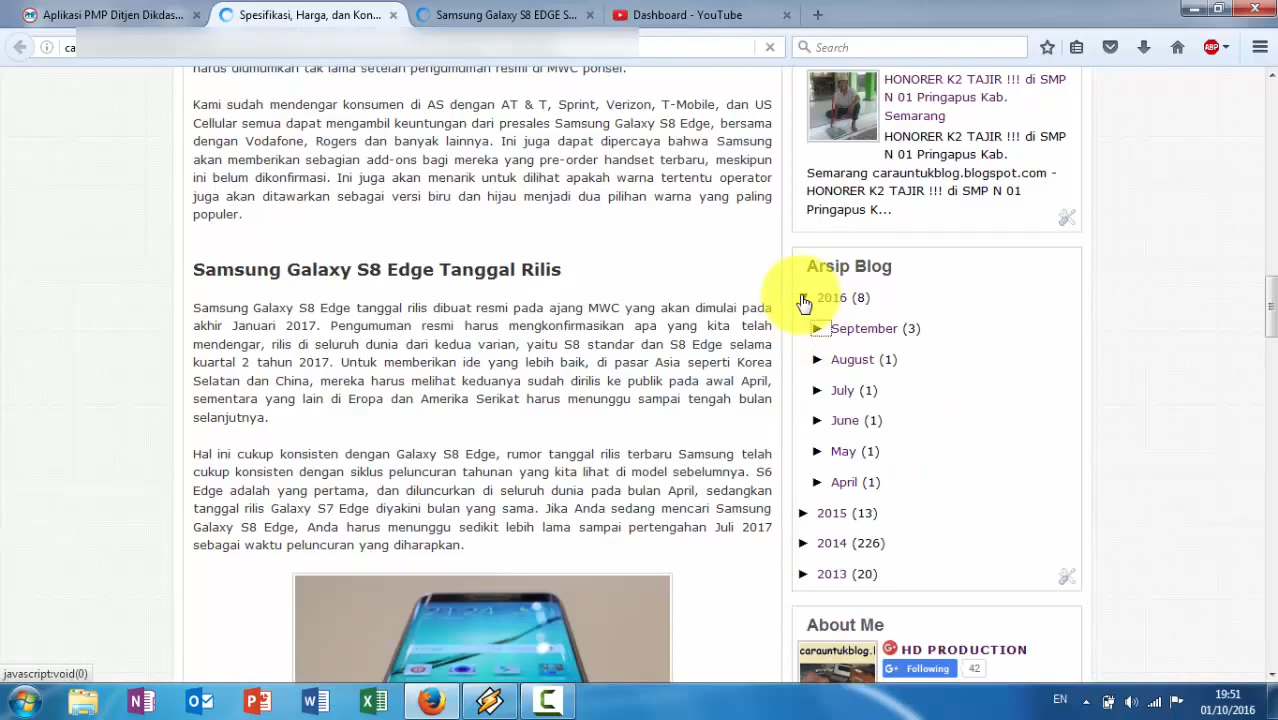 Aplikasi PMP Ditjen Dikdas...
Spesifikasi, Harga, dan Kon...
Samsung Galaxy S8 EDGE S...
Dashboard - YouTube
ca
Search
ABP
harus diumumkan tak lama setelah pengumuman resmi di MWC ponsel.
Kami sudah mendengar konsumen di AS dengan AT & T, Sprint, Verizon, T-Mobile, dan US
Cellular semua dapat mengambil keuntungan dari presales Samsung Galaxy S8 Edge, bersama
dengan Vodafone, Rogers dan banyak lainnya. Ini juga dapat dipercaya bahwa Samsung
akan memberikan sebagian add-ons bagi mereka yang pre-order handset terbaru, meskipun
ini belum dikonfirmasi. Ini juga akan menarik untuk dilihat apakah warna tertentu operator
juga akan ditawarkan sebagai versi biru dan hijau menjadi dua pilihan warna yang paling
populer.
Samsung Galaxy S8 Edge Tanggal Rilis
Samsung Galaxy S8 Edge tanggal rilis dibuat resmi pada ajang MWC yang akan dimulai pada
akhir Januari 2017. Pengumuman resmi harus mengkonfirmasikan apa yang kita telah
mendengar, rilis di seluruh dunia dari kedua varian, yaitu S8 standar dan S8 Edge selama
kuartal 2 tahun 2017. Untuk memberikan ide yang lebih baik, di pasar Asia seperti Korea
Selatan dan China, mereka harus melihat keduanya sudah dirilis ke publik pada awal April,
sementara yang lain di Eropa dan Amerika Serikat harus menunggu sampai tengah bulan
selanjutnya.
Hal ini cukup konsisten dengan Galaxy S8 Edge, rumor tanggal rilis terbaru Samsung telah
cukup konsisten dengan siklus peluncuran tahunan yang kita lihat di model sebelumnya. S6
Edge adalah yang pertama, dan diluncurkan di seluruh dunia pada bulan April, sedangkan
tanggal rilis Galaxy S7 Edge diyakini bulan yang sama. Jika Anda sedang mencari Samsung
Galaxy S8 Edge, Anda harus menunggu sedikit lebih lama sampai pertengahan Juli 2017
sebagai waktu peluncuran yang diharapkan.
HONORER K2 TAJIR !!! di SMP
N 01 Pringapus Kab.
Semarang
HONORER K2 TAJIR !!! di SMP
N 01 Pringapus Kab.
Semarang carauntukblog.blogspot.com -
HONORER K2 TAJIR !!! di SMP N 01
Pringapus K...
Arsip Blog
2016 (8)
► September (3)
► August (1)
► July (1)
► June (1)
► May (1)
► April (1)
► 2015 (13)
► 2014 (226)
► 2013 (20)
About Me
carauntukblog.b
HD PRODUCTION
G+ Following 42
javascript:void(0)
EN
19:51
01/10/2016